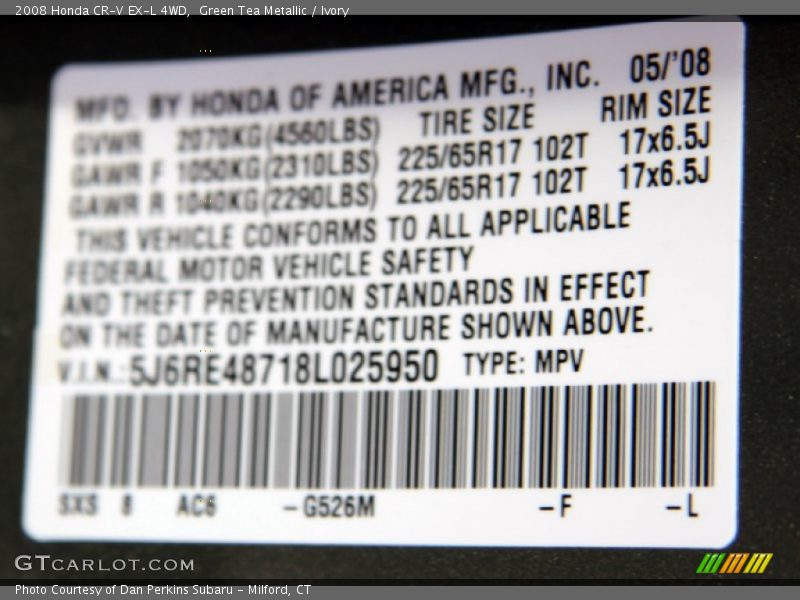 2008 Honda CR-V EX-L 4WD,  Green Tea Metallic / Ivory
MFD. BY HONDA OF AMERICA MFG., INC. 05/'08
GVWR 2070KG(4560LBS) TIRE SIZE RIM SIZE
GAWR F 1050KG(2310LBS) 225/65R17 102T 17x6.5J
GAWR R 1040KG(2290LBS) 225/65R17 102T 17x6.5J
THIS VEHICLE CONFORMS TO ALL APPLICABLE
FEDERAL MOTOR VEHICLE SAFETY
AND THEFT PREVENTION STANDARDS IN EFFECT
ON THE DATE OF MANUFACTURE SHOWN ABOVE.
V.I.N.:5J6RE48718L025950 TYPE: MPV
SXS 8 AC6 -G526M -F -L
GTCARLOT.COM
Photo Courtesy of Dan Perkins Subaru - Milford, CT